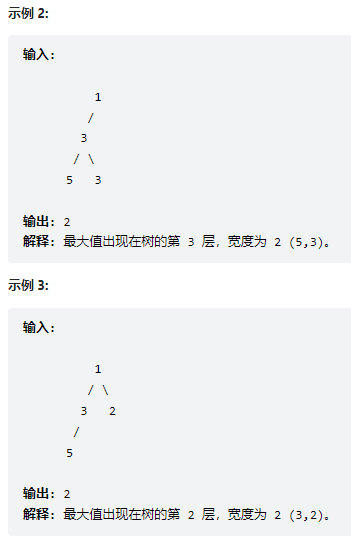 示例 2:
输入:
1
/
3
/ \
5   3
输出: 2
解释: 最大值出现在树的第 3 层，宽度为 2 (5,3)。
示例 3:
输入:
1
/ \
3   2
/
5
输出: 2
解释: 最大值出现在树的第 2 层，宽度为 2 (3,2)。